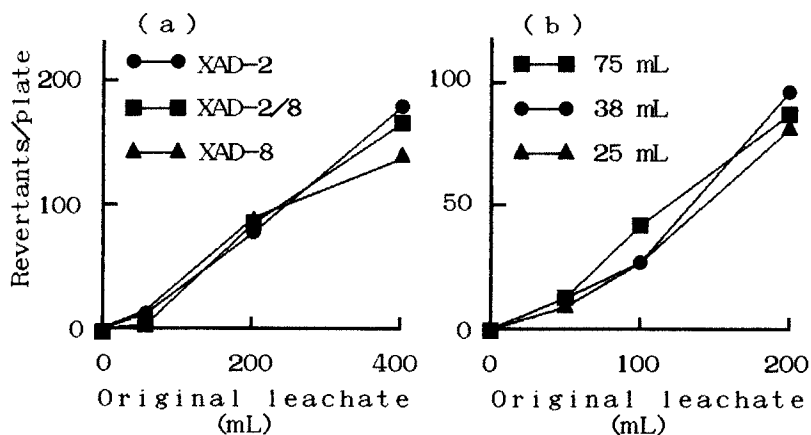 (a)
Revertants/plate
200
100
0
XAD-2
XAD-2/8
XAD-8
0 200 400
Original leachate
(mL)
(b)
100
50
0
75 mL
38 mL
25 mL
0 100 200
Original leachate
(mL)